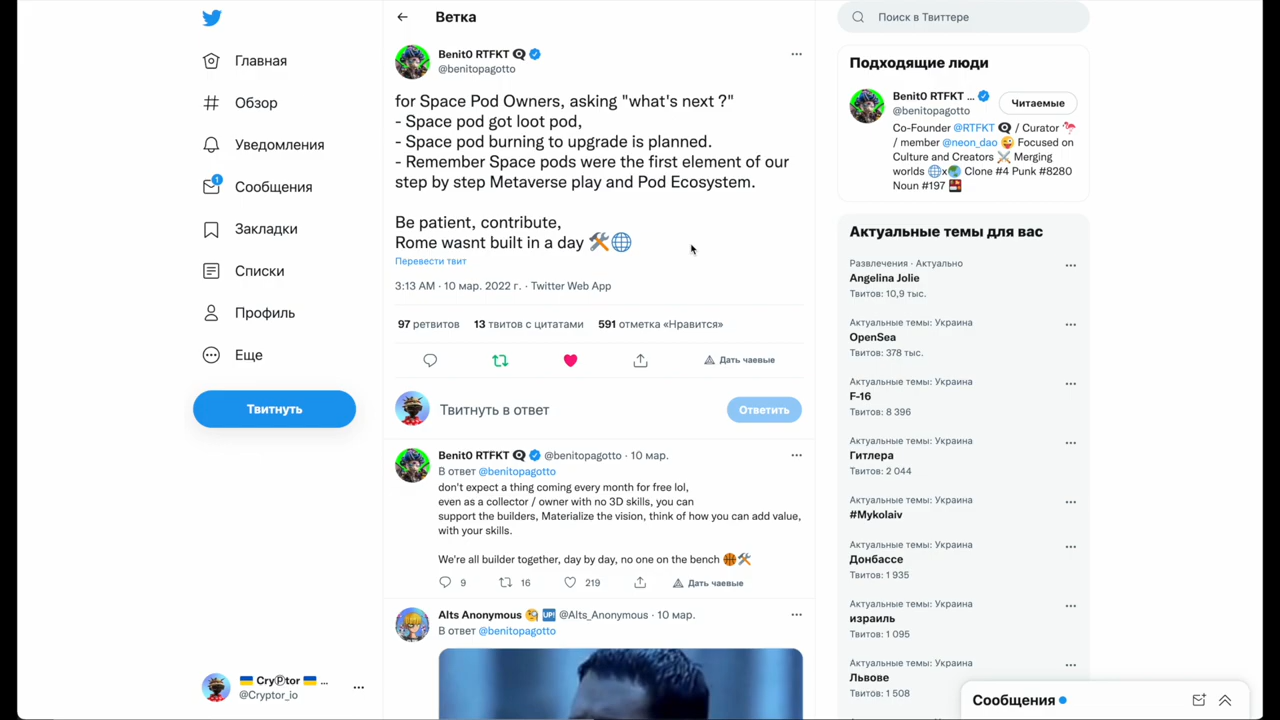 Главная
Обзор
Уведомления
1
Сообщения
Закладки
Списки
Профиль
Еще
Твитнуть
CryⓅtor ...
@Cryptor_io
Ветка
Benit0 RTFKT
@benitopagotto
for Space Pod Owners, asking "what's next ?"
- Space pod got loot pod,
- Space pod burning to upgrade is planned.
- Remember Space pods were the first element of our
step by step Metaverse play and Pod Ecosystem.
Be patient, contribute,
Rome wasnt built in a day 🛠️🌐
Перевести твит
3:13 AM · 10 мар. 2022 г. · Twitter Web App
97 ретвитов 13 твитов с цитатами 591 отметка «Нравится»
Дать чаевые
Твитнуть в ответ
Ответить
Benit0 RTFKT @benitopagotto · 10 мар.
В ответ @benitopagotto
don't expect a thing coming every month for free lol,
even as a collector / owner with no 3D skills, you can
support the builders, Materialize the vision, think of how you can add value,
with your skills.
We're all builder together, day by day, no one on the bench 🏀🛠️
9 16 219 Дать чаевые
Alts Anonymous 🧐 🆙 @Alts_Anonymous · 10 мар.
В ответ @benitopagotto
Поиск в Твиттере
Подходящие люди
Benit0 RTFKT ...
@benitopagotto
Читаемые
Co-Founder @RTFKT 👁️‍🗨️ / Curator 🦩
/ member @neon_dao 😜 Focused on
Culture and Creators ⚔️ Merging
worlds 🌐x🌏 Clone #4 Punk #8280
Noun #197
Актуальные темы для вас
Развлечения · Актуально
Angelina Jolie
Твитов: 10,9 тыс.
Актуальные темы: Украина
OpenSea
Твитов: 378 тыс.
Актуальные темы: Украина
F-16
Твитов: 8 396
Актуальные темы: Украина
Гитлера
Твитов: 2 044
Актуальные темы: Украина
#Mykolaiv
Актуальные темы: Украина
Донбассе
Твитов: 1 935
Актуальные темы: Украина
израиль
Твитов: 1 095
Актуальные темы: Украина
Львове
Твитов: 1 508
Сообщения